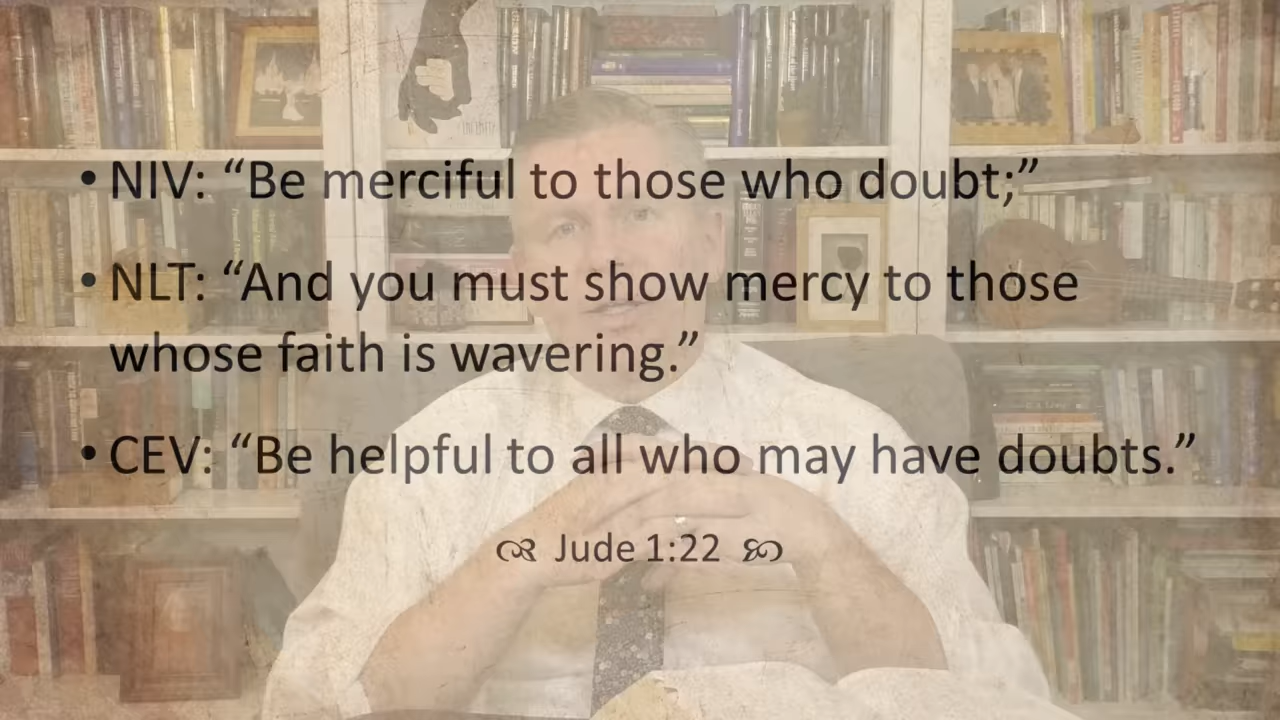 • NIV: “Be merciful to those who doubt;”
• NLT: “And you must show mercy to those
whose faith is wavering.”
• CEV: “Be helpful to all who may have doubts.”
Jude 1:22